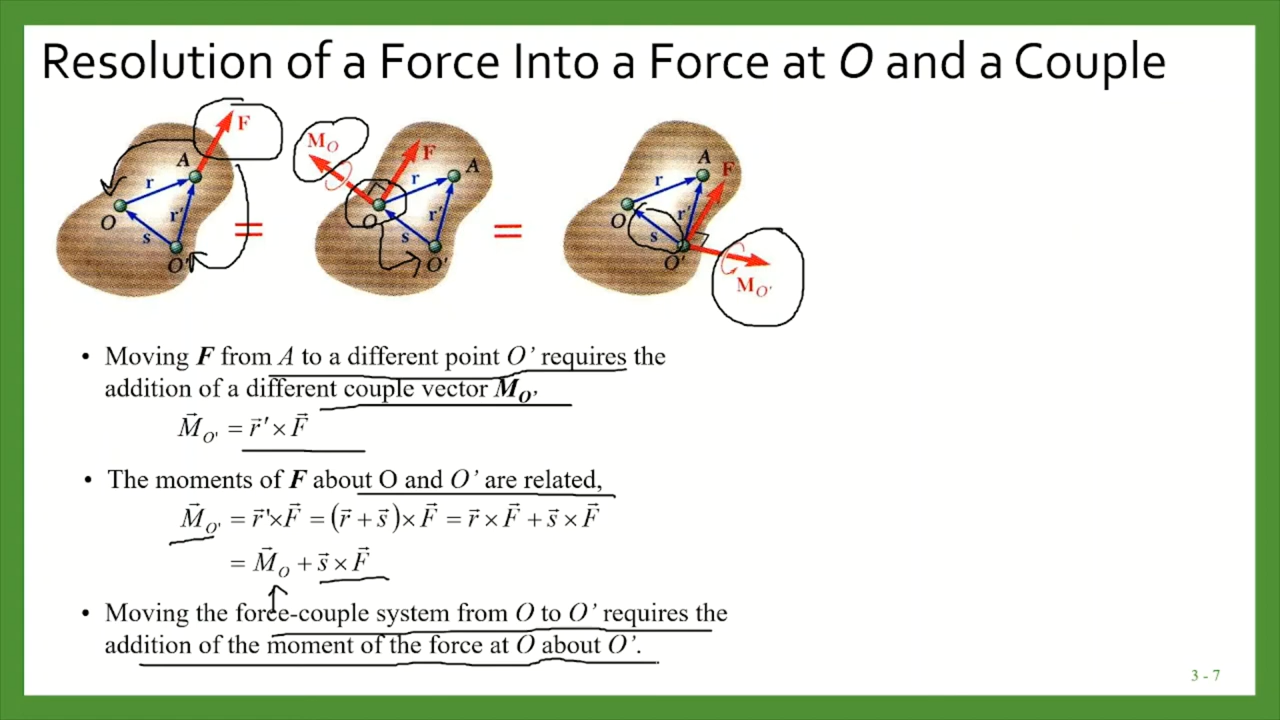 Resolution of a Force Into a Force at O and a Couple
F
A
r
O
r'
s
O'
=
M_O
F
A
r
O
r'
s
O'
=
A
F
r
O
r'
s
O'
M_O'
• Moving F from A to a different point O’ requires the
addition of a different couple vector M_O’
M⃗_O' = r⃗' × F⃗
• The moments of F about O and O’ are related,
M⃗_O' = r⃗' × F⃗ = (r⃗ + s⃗) × F⃗ = r⃗ × F⃗ + s⃗ × F⃗
= M⃗_O + s⃗ × F⃗
• Moving the force-couple system from O to O’ requires the
addition of the moment of the force at O about O’.
3 - 7